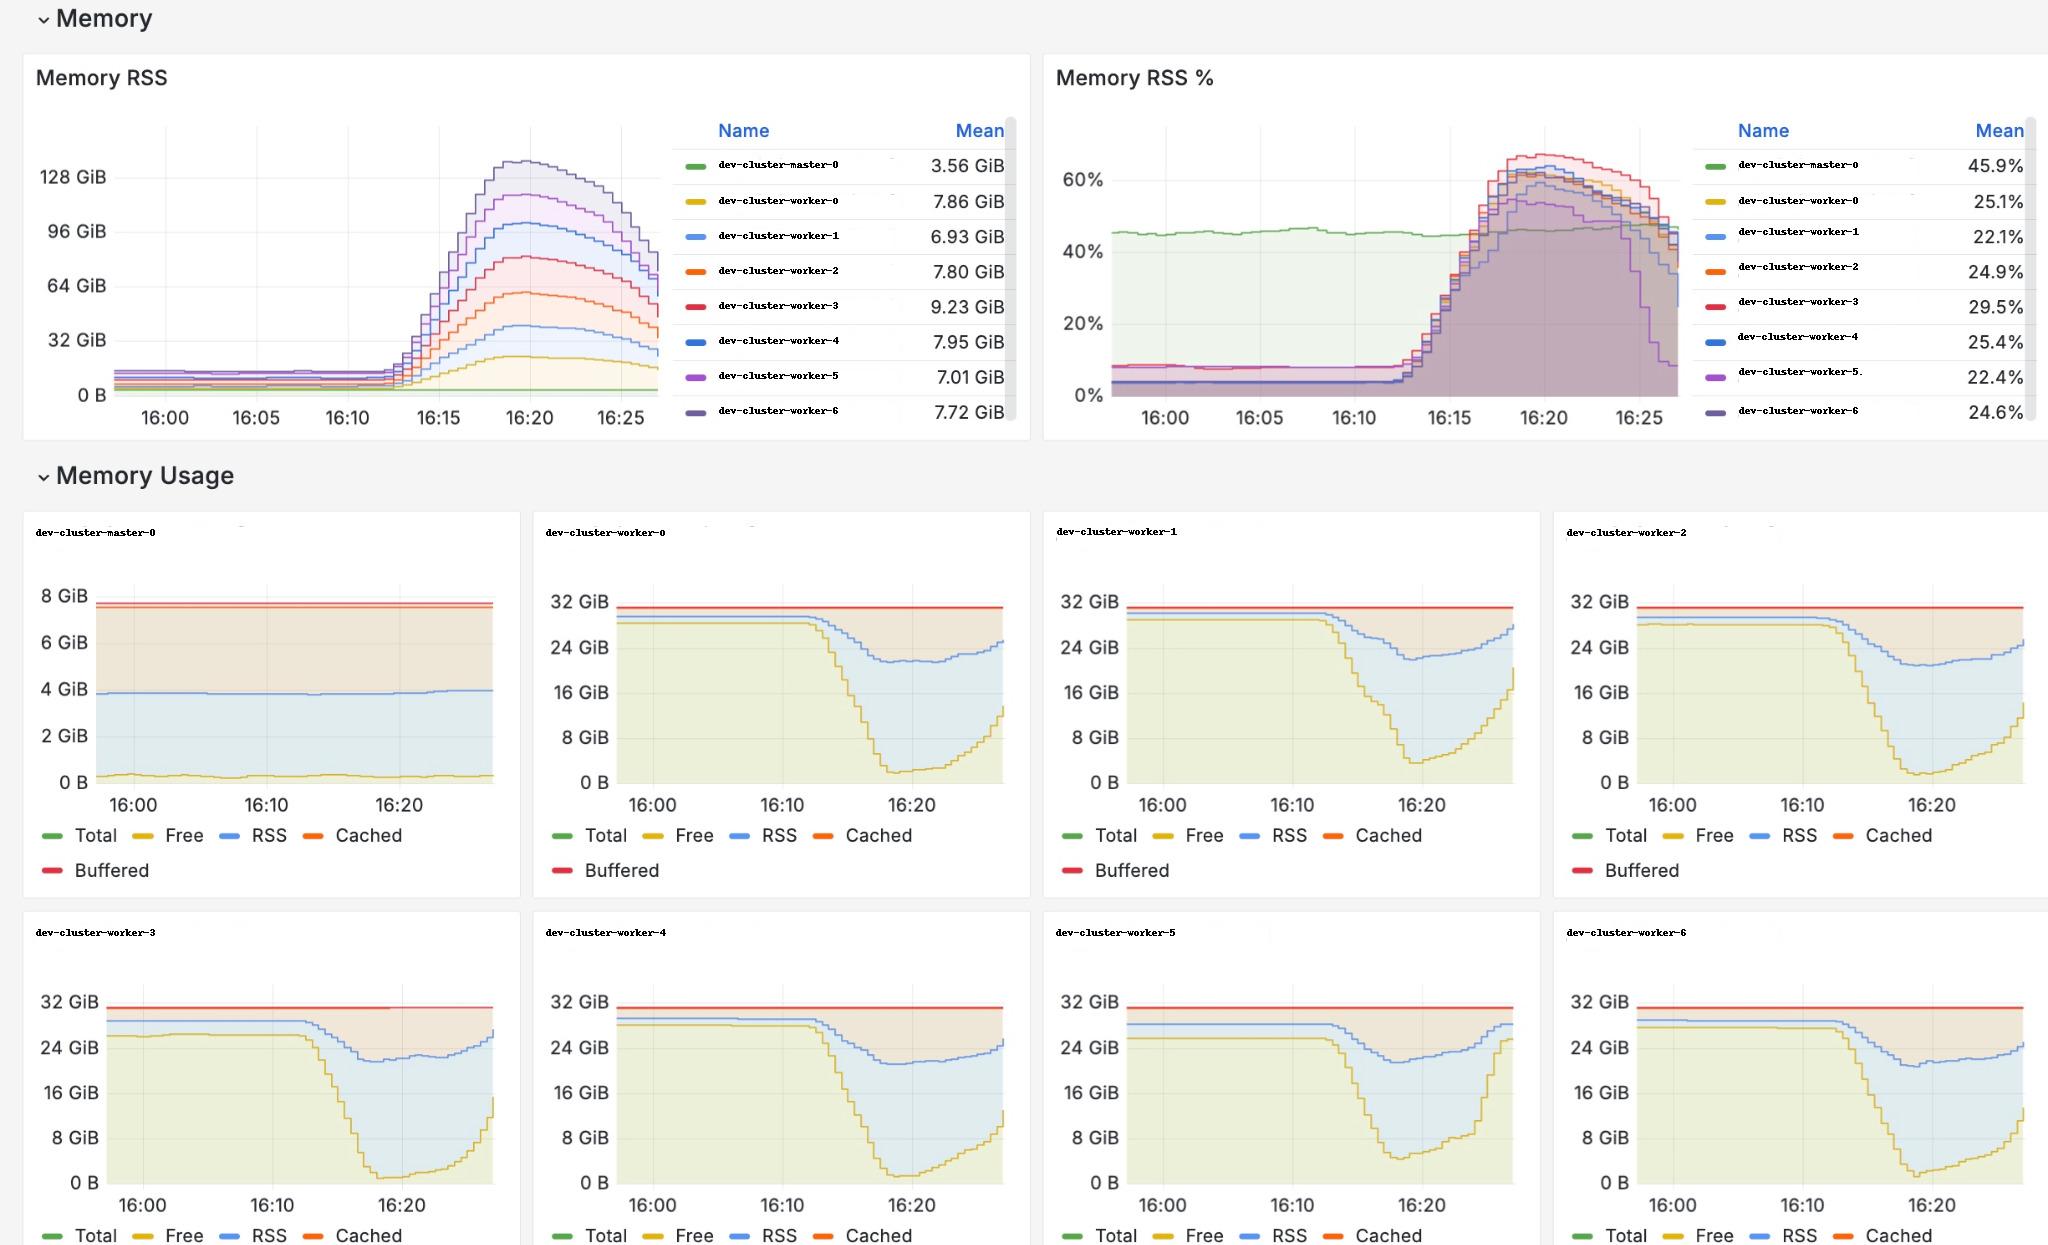 Memory
Memory RSS
Name Mean
128 GiB
96 GiB
64 GiB
32 GiB
0 B
16:00 16:05 16:10 16:15 16:20 16:25
dev-cluster-master-0 3.56 GiB
dev-cluster-worker-0 7.86 GiB
dev-cluster-worker-1 6.93 GiB
dev-cluster-worker-2 7.80 GiB
dev-cluster-worker-3 9.23 GiB
dev-cluster-worker-4 7.95 GiB
dev-cluster-worker-5 7.01 GiB
dev-cluster-worker-6 7.72 GiB
Memory RSS %
Name Mean
60%
40%
20%
0%
16:00 16:05 16:10 16:15 16:20 16:25
dev-cluster-master-0 45.9%
dev-cluster-worker-0 25.1%
dev-cluster-worker-1 22.1%
dev-cluster-worker-2 24.9%
dev-cluster-worker-3 29.5%
dev-cluster-worker-4 25.4%
dev-cluster-worker-5. 22.4%
dev-cluster-worker-6 24.6%
Memory Usage
dev-cluster-master-0
8 GiB
6 GiB
4 GiB
2 GiB
0 B
16:00 16:10 16:20
Total Free RSS Cached
Buffered
dev-cluster-worker-0
32 GiB
24 GiB
16 GiB
8 GiB
0 B
16:00 16:10 16:20
Total Free RSS Cached
Buffered
dev-cluster-worker-1
32 GiB
24 GiB
16 GiB
8 GiB
0 B
16:00 16:10 16:20
Total Free RSS Cached
Buffered
dev-cluster-worker-2
32 GiB
24 GiB
16 GiB
8 GiB
0 B
16:00 16:10 16:20
Total Free RSS Cached
Buffered
dev-cluster-worker-3
32 GiB
24 GiB
16 GiB
8 GiB
0 B
16:00 16:10 16:20
Total Free RSS Cached
dev-cluster-worker-4
32 GiB
24 GiB
16 GiB
8 GiB
0 B
16:00 16:10 16:20
Total Free RSS Cached
dev-cluster-worker-5
32 GiB
24 GiB
16 GiB
8 GiB
0 B
16:00 16:10 16:20
Total Free RSS Cached
dev-cluster-worker-6
32 GiB
24 GiB
16 GiB
8 GiB
0 B
16:00 16:10 16:20
Total Free RSS Cached